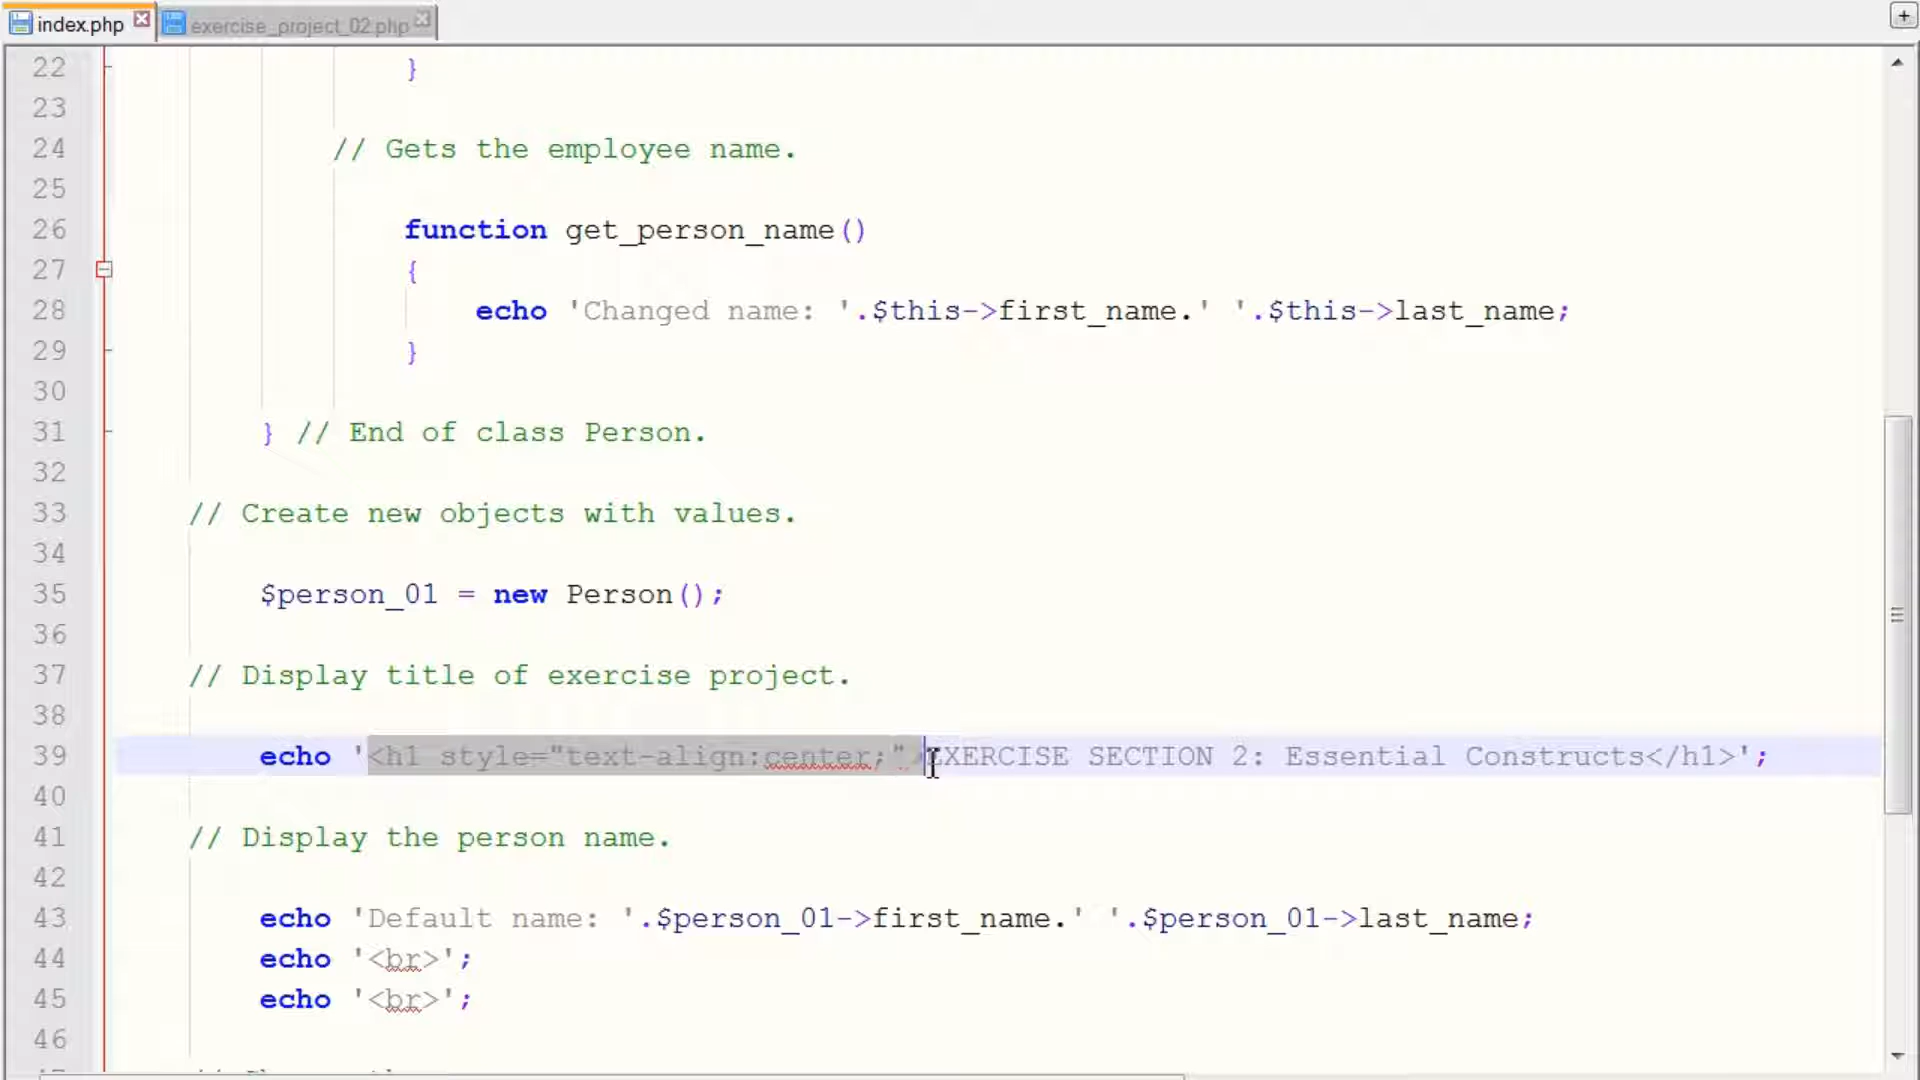 index.php exercise_project_02.php
22 }
23
24 // Gets the employee name.
25
26 function get_person_name()
27 {
28 echo 'Changed name: '.$this->first_name.' '.$this->last_name;
29 }
30
31 } // End of class Person.
32
33 // Create new objects with values.
34
35 $person_01 = new Person();
36
37 // Display title of exercise project.
38
39 echo '<h1 style="text-align:center;">EXERCISE SECTION 2: Essential Constructs</h1>';
40
41 // Display the person name.
42
43 echo 'Default name: '.$person_01->first_name.' '.$person_01->last_name;
44 echo '<br>';
45 echo '<br>';
46